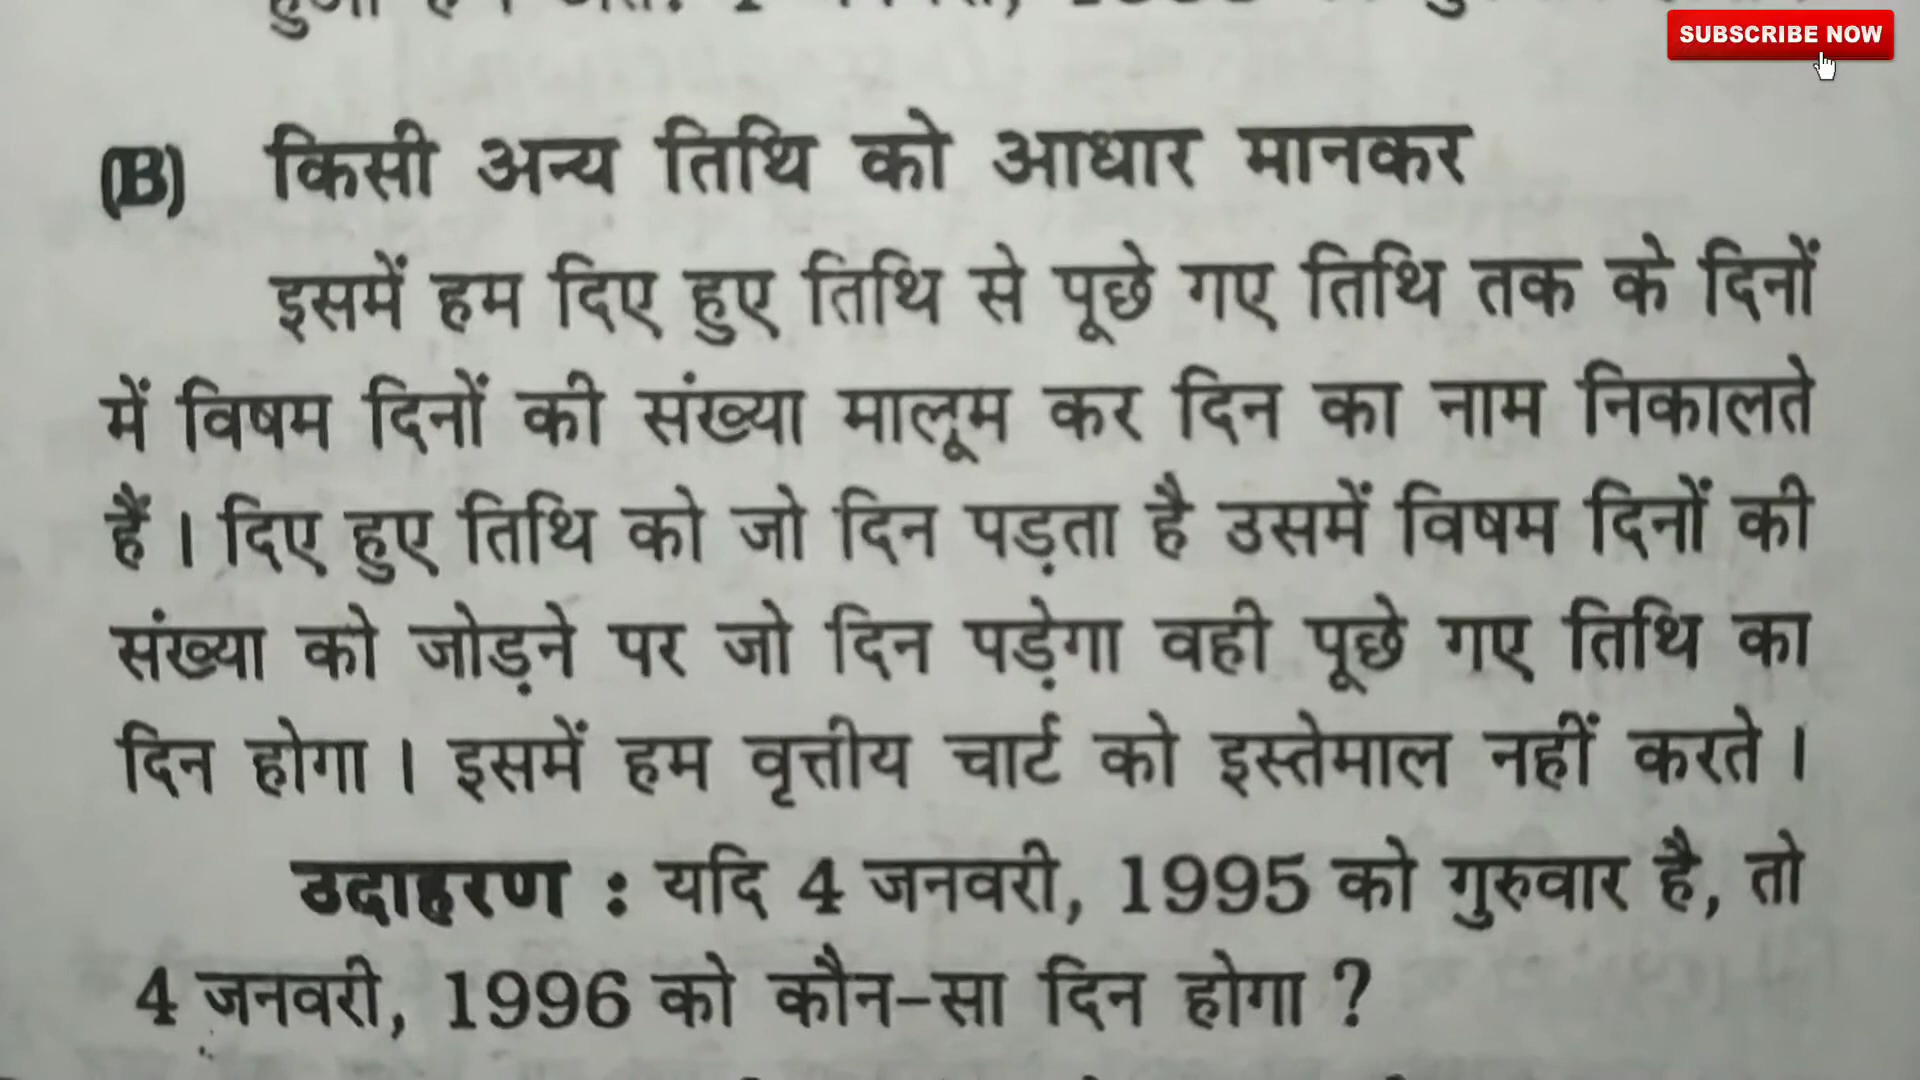 SUBSCRIBE NOW
(B) किसी अन्य तिथि को आधार मानकर
इसमें हम दिए हुए तिथि से पूछे गए तिथि तक के दिनों
में विषम दिनों की संख्या मालूम कर दिन का नाम निकालते
हैं । दिए हुए तिथि को जो दिन पड़ता है उसमें विषम दिनों की
संख्या को जोड़ने पर जो दिन पड़ेगा वही पूछे गए तिथि का
दिन होगा । इसमें हम वृत्तीय चार्ट को इस्तेमाल नहीं करते ।
उदाहरण : यदि 4 जनवरी, 1995 को गुरुवार है, तो
4 जनवरी, 1996 को कौन-सा दिन होगा ?